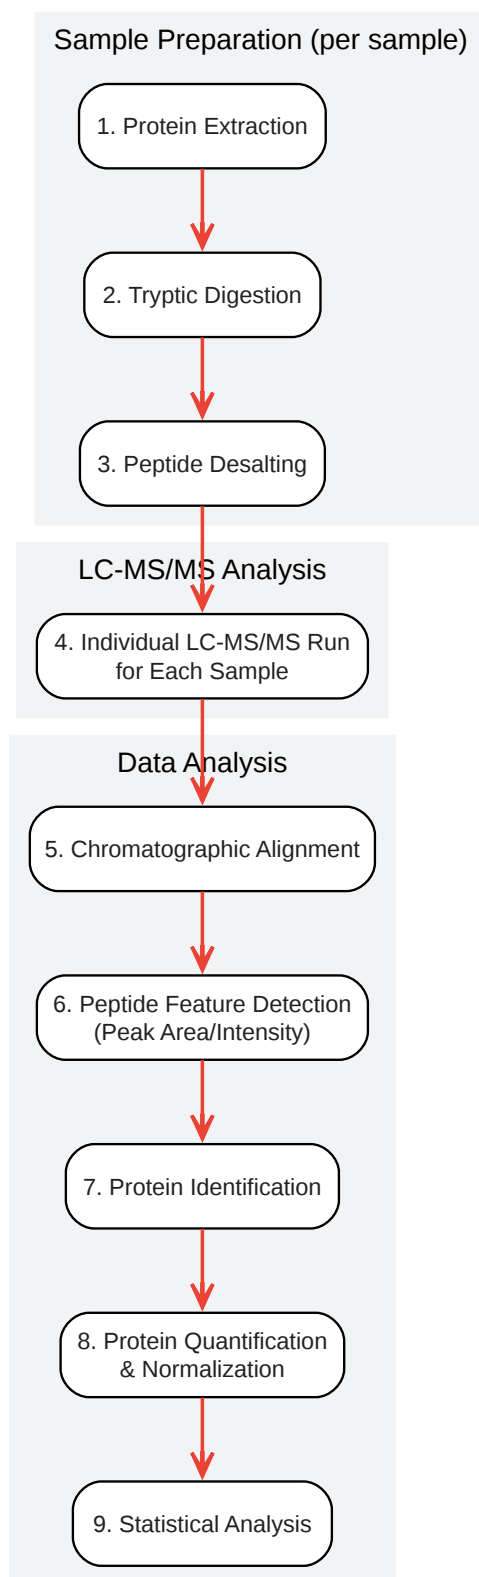 Sample Preparation (per sample)
1. Protein Extraction
2. Tryptic Digestion
3. Peptide Desalting
LC-MS/MS Analysis
4. Individual LC-MS/MS Run
for Each Sample
Data Analysis
5. Chromatographic Alignment
6. Peptide Feature Detection
(Peak Area/Intensity)
7. Protein Identification
8. Protein Quantification
& Normalization
9. Statistical Analysis